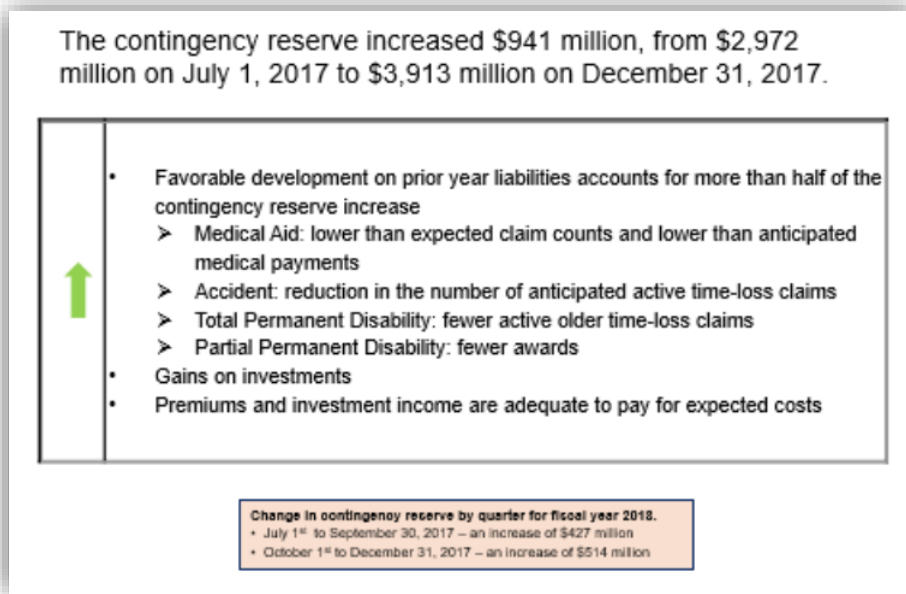 The contingency reserve increased $941 million, from $2,972
million on July 1, 2017 to $3,913 million on December 31, 2017.
• Favorable development on prior year liabilities accounts for more than half of the
contingency reserve increase
➢ Medical Aid: lower than expected claim counts and lower than anticipated
medical payments
➢ Accident: reduction in the number of anticipated active time-loss claims
➢ Total Permanent Disability: fewer active older time-loss claims
➢ Partial Permanent Disability: fewer awards
• Gains on investments
• Premiums and investment income are adequate to pay for expected costs
Change in contingency reserve by quarter for fiscal year 2018.
• July 1st to September 30, 2017 – an increase of $427 million
• October 1st to December 31, 2017 – an increase of $514 million